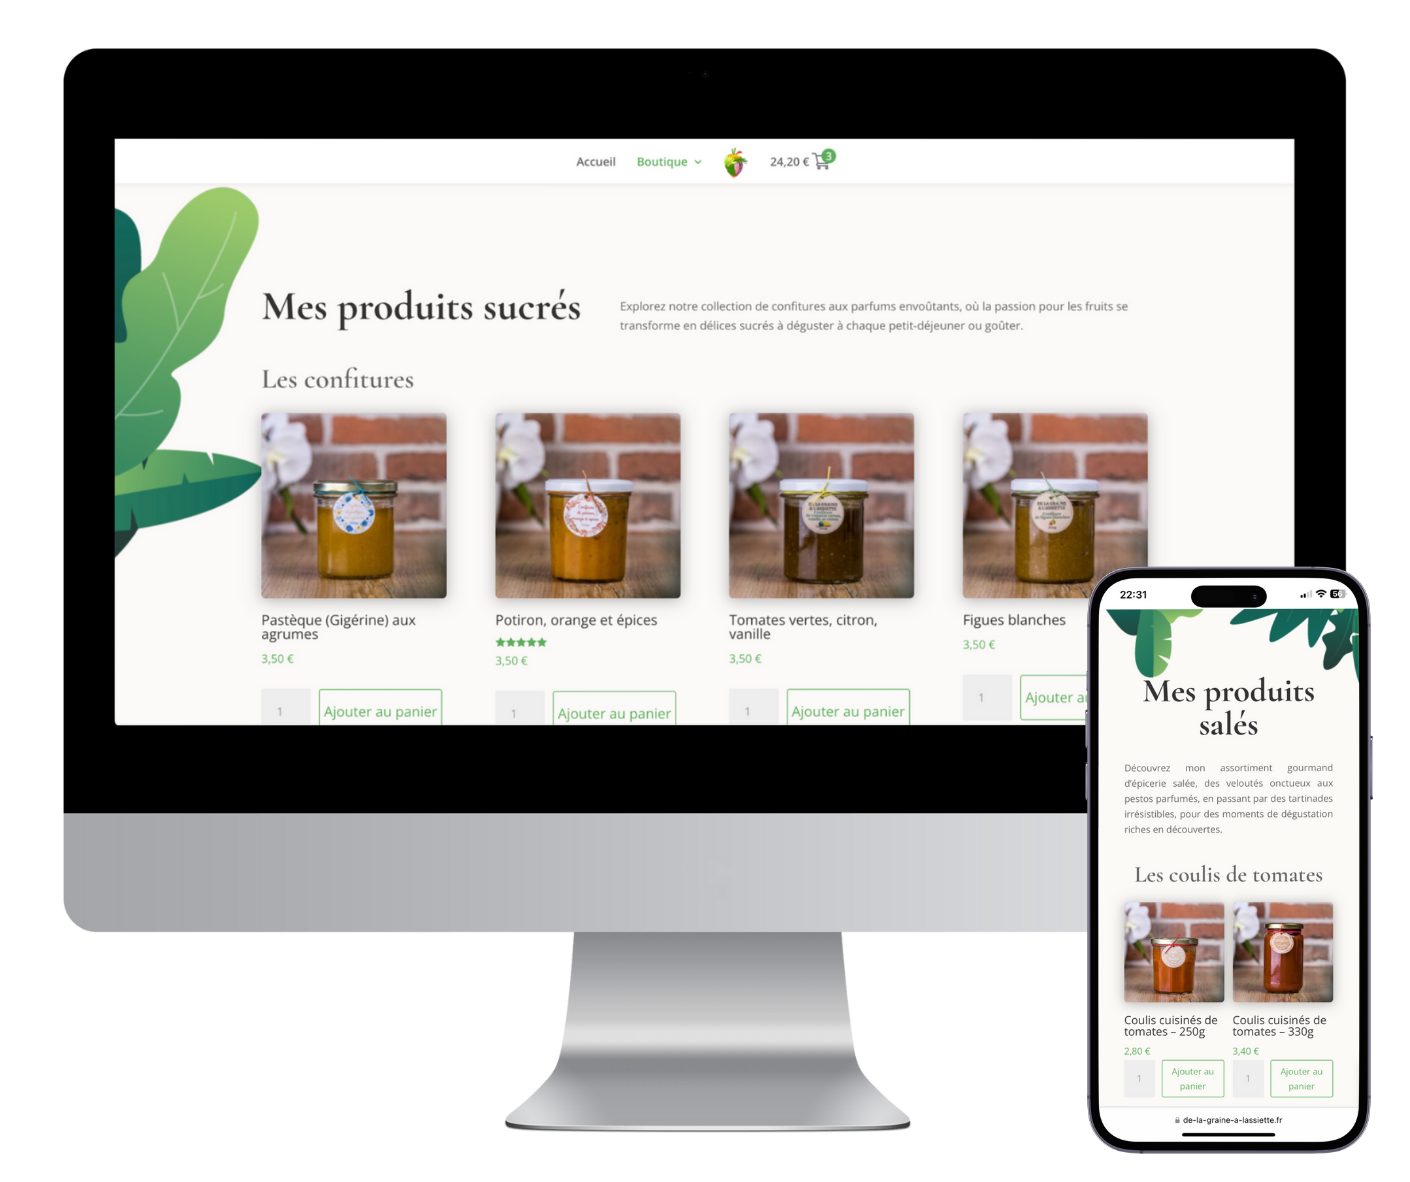 Accueil Boutique 24,20 € 3
Mes produits sucrés
Explorez notre collection de confitures aux parfums envoûtants, où la passion pour les fruits se
transforme en délices sucrés à déguster à chaque petit-déjeuner ou goûter.
Les confitures
Pastèque (Gigérine) aux
agrumes
3,50 €
1 Ajouter au panier
Potiron, orange et épices
3,50 €
1 Ajouter au panier
Tomates vertes, citron,
vanille
3,50 €
1 Ajouter au panier
DE LA GRAINE
A L'ASSIETTE
Figues blanches
3,50 €
1 Ajouter
22:31
Mes produits
salés
Découvrez mon assortiment gourmand
d'épicerie salée, des veloutés onctueux aux
pestos parfumés, en passant par des tartinades
irrésistibles, pour des moments de dégustation
riches en découvertes.
Les coulis de tomates
Coulis cuisinés de
tomates – 250g
2,80 €
1 Ajouter au
panier
Coulis cuisinés de
tomates – 330g
3,40 €
1 Ajouter au
panier
de-la-graine-a-lassiette.fr